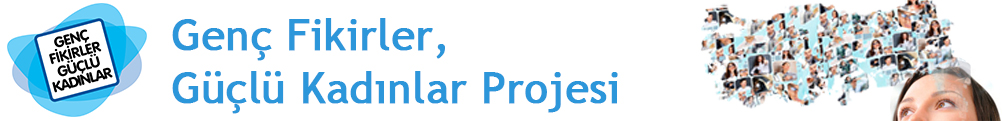 GENÇ
FİKİRLER
GÜÇLÜ
KADINLAR
Genç Fikirler,
Güçlü Kadınlar Projesi